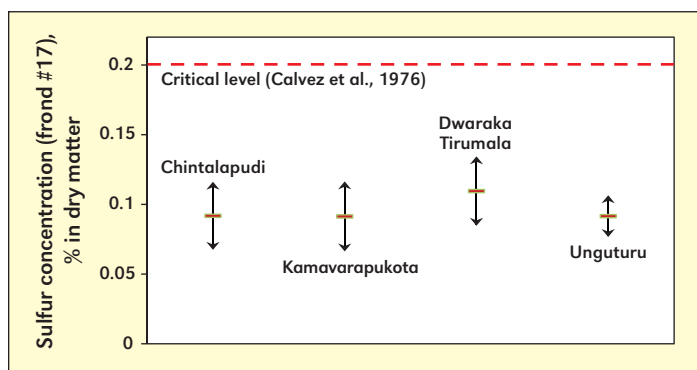 Sulfur concentration (frond #17),
% in dry matter
0.2
0.15
0.1
0.05
0
Critical level (Calvez et al., 1976)
Chintalapudi
Kamavarapukota
Dwaraka
Tirumala
Unguturu